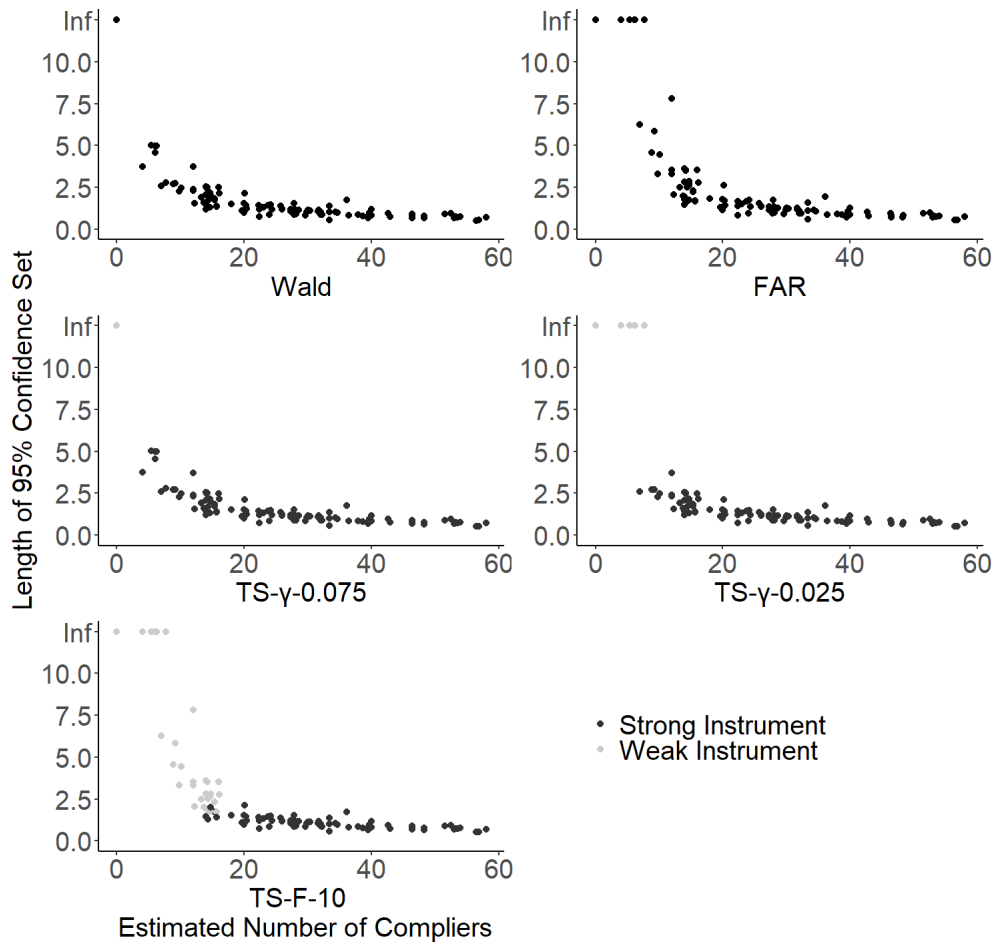 Length of 95% Confidence Set
Inf
10.0
7.5
5.0
2.5
0.0
0 20 40 60
Wald
Inf
10.0
7.5
5.0
2.5
0.0
0 20 40 60
FAR
Inf
10.0
7.5
5.0
2.5
0.0
0 20 40 60
TS-γ-0.075
Inf
10.0
7.5
5.0
2.5
0.0
0 20 40 60
TS-γ-0.025
Inf
10.0
7.5
5.0
2.5
0.0
0 20 40 60
TS-F-10
Strong Instrument
Weak Instrument
Estimated Number of Compliers